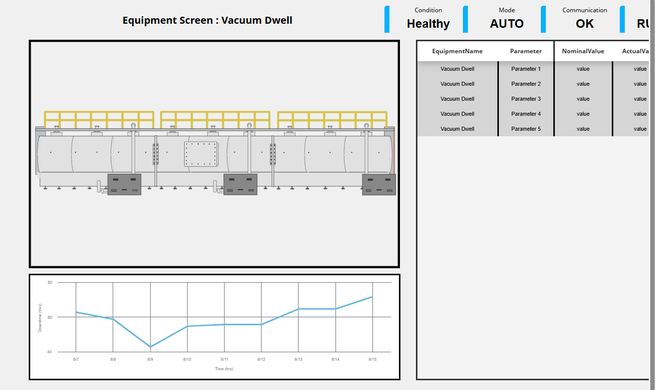 Equipment Screen : Vacuum Dwell
Condition
Healthy
Mode
AUTO
Communication
OK
RU
EquipmentName Parameter NominalValue ActualVa
Vacuum Dwell Parameter 1 value value
Vacuum Dwell Parameter 2 value value
Vacuum Dwell Parameter 3 value value
Vacuum Dwell Parameter 4 value value
Vacuum Dwell Parameter 5 value value
8/7 8/8 8/9 8/10 8/11 8/12 8/13 8/14 8/15
Time (hrs)